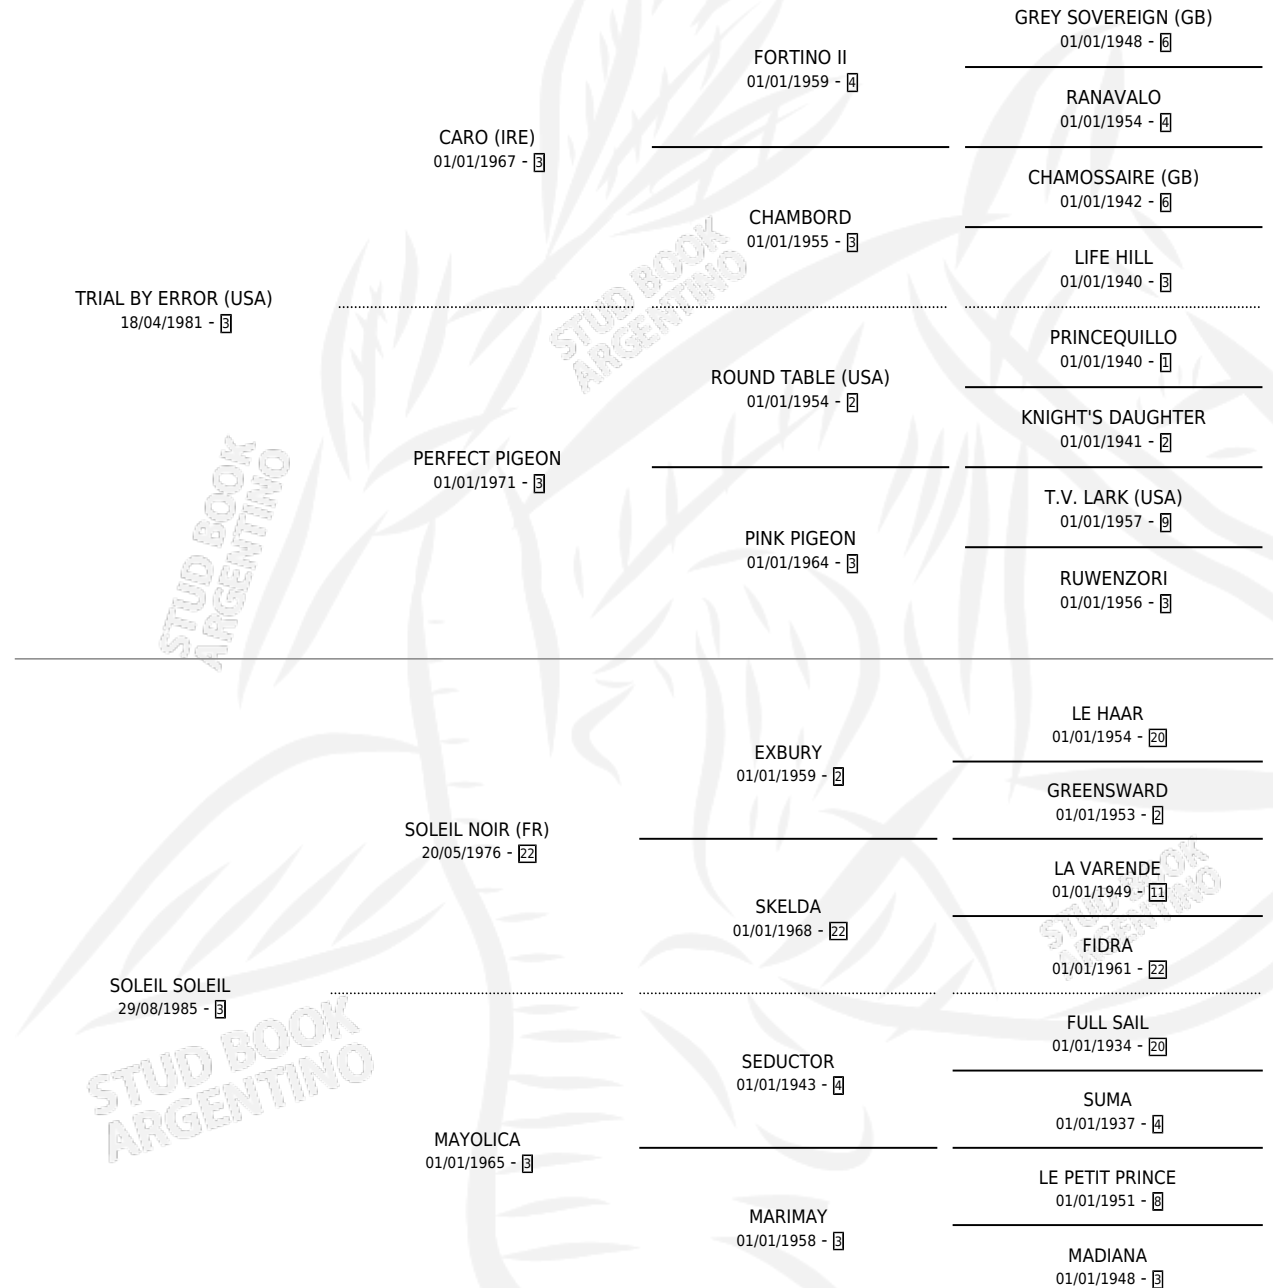 GREY SOVEREIGN (GB)
01/01/1948 - 6
FORTINO II
01/01/1959 - 4
RANAVALO
01/01/1954 - 4
CARO (IRE)
01/01/1967 - 3
CHAMOSSAIRE (GB)
01/01/1942 - 6
CHAMBORD
01/01/1955 - 3
LIFE HILL
01/01/1940 - 3
TRIAL BY ERROR (USA)
18/04/1981 - 3
PRINCEQUILLO
01/01/1940 - 1
ROUND TABLE (USA)
01/01/1954 - 2
KNIGHT'S DAUGHTER
01/01/1941 - 2
PERFECT PIGEON
01/01/1971 - 3
T.V. LARK (USA)
01/01/1957 - 9
PINK PIGEON
01/01/1964 - 3
RUWENZORI
01/01/1956 - 3
STUD BOOK
ARGENTINO
STUD BOOK
ARGENTINO
LE HAAR
01/01/1954 - 20
EXBURY
01/01/1959 - 2
GREENSWARD
01/01/1953 - 2
SOLEIL NOIR (FR)
20/05/1976 - 22
LA VARENDE
01/01/1949 - 11
SKELDA
01/01/1968 - 22
FIDRA
01/01/1961 - 22
SOLEIL SOLEIL
29/08/1985 - 3
FULL SAIL
01/01/1934 - 20
SEDUCTOR
01/01/1943 - 4
SUMA
01/01/1937 - 4
MAYOLICA
01/01/1965 - 3
LE PETIT PRINCE
01/01/1951 - 8
MARIMAY
01/01/1958 - 3
MADIANA
01/01/1948 - 3
STUD BOOK
ARGENTINO
STUD BOOK
ARGENTINO